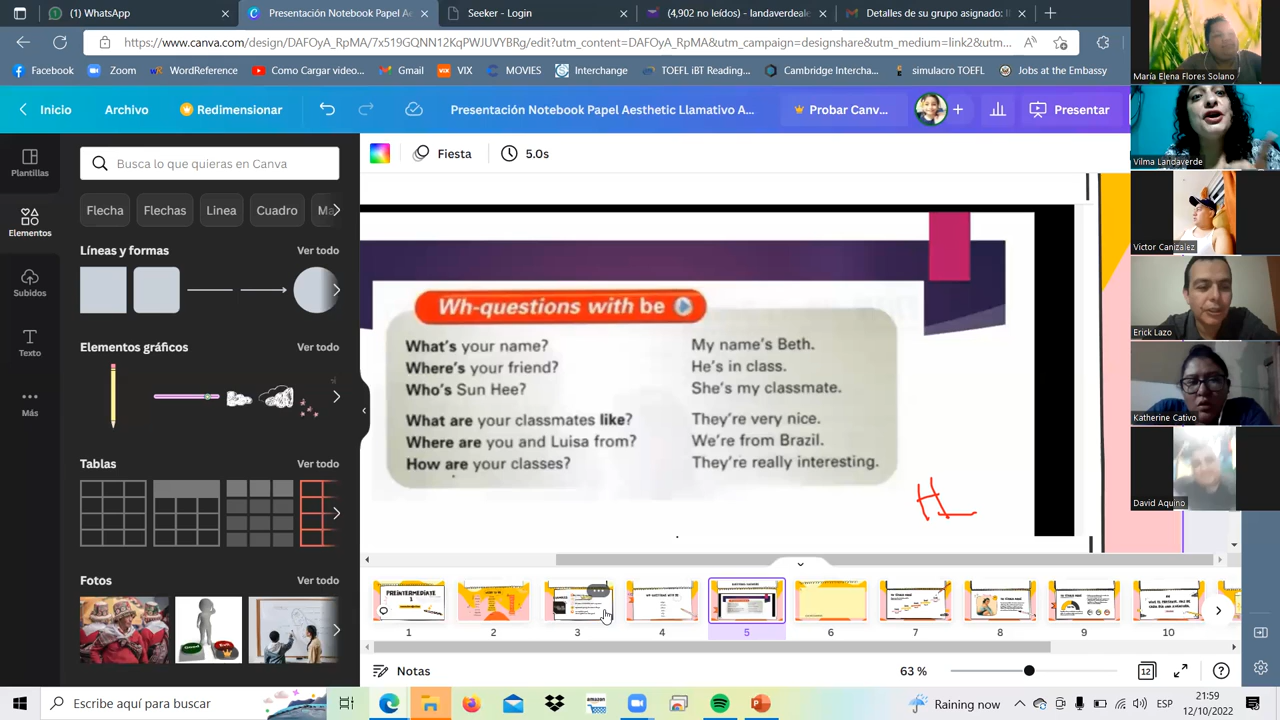 (1) WhatsApp
Presentación Notebook Papel Ae
Seeker - Login
(4,902 no leídos) - landaverdeale
Detalles de su grupo asignado: I
https://www.canva.com/design/DAFOyA_RpMA/7x519GQNN12KqPWJUVYBRg/edit?utm_content=DAFOyA_RpMA&utm_campaign=designshare&utm_medium=link2&utm...
Facebook
Zoom
WordReference
Como Cargar video...
Gmail
VIX
MOVIES
Interchange
TOEFL iBT Reading...
Cambridge Intercha...
simulacro TOEFL
Jobs at the Embassy
Inicio
Archivo
Redimensionar
Presentación Notebook Papel Aesthetic Llamativo A...
Probar Canv...
Presentar
Plantillas
Elementos
Subidos
Texto
Más
Busca lo que quieras en Canva
Flecha
Flechas
Linea
Cuadro
Ma
Líneas y formas
Ver todo
Elementos gráficos
Ver todo
Tablas
Ver todo
Fotos
Ver todo
Fiesta
5.0s
Wh-questions with be
What's your name? My name's Beth.
Where's your friend? He's in class.
Who's Sun Hee? She's my classmate.
What are your classmates like? They're very nice.
Where are you and Luisa from? We're from Brazil.
How are your classes? They're really interesting.
H
PREINTERMEDIATE
1
1 2 3 4 5 6 7 8 9 10
Notas
63 %
12
María Elena Flores Solano
Vilma Landaverde
Victor Canizalez
Erick Lazo
Katherine Cativo
David Aquino
Escribe aquí para buscar
Raining now
ESP
21:59
12/10/2022